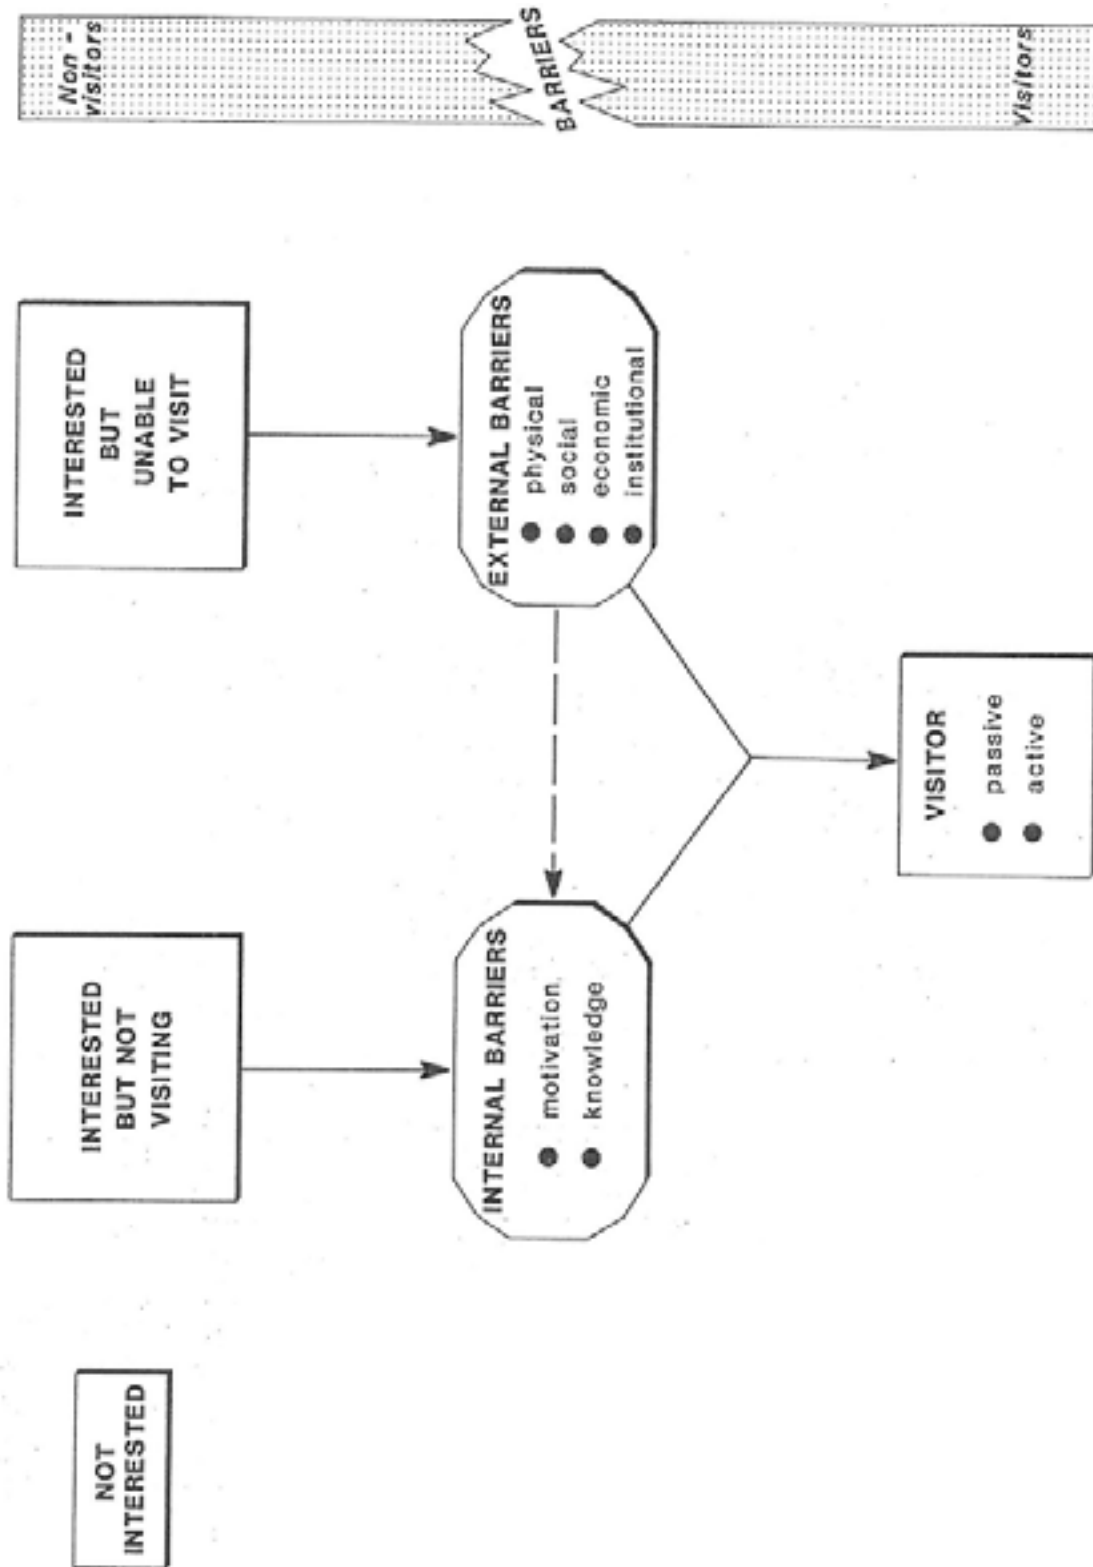 NOT
INTERESTED
INTERESTED
BUT NOT
VISITING
INTERESTED
BUT
UNABLE
TO VISIT
Non -
visitors
INTERNAL BARRIERS
● motivation
● knowledge
EXTERNAL BARRIERS
● physical
● social
● economic
● institutional
BARRIERS
VISITOR
● passive
● active
Visitors